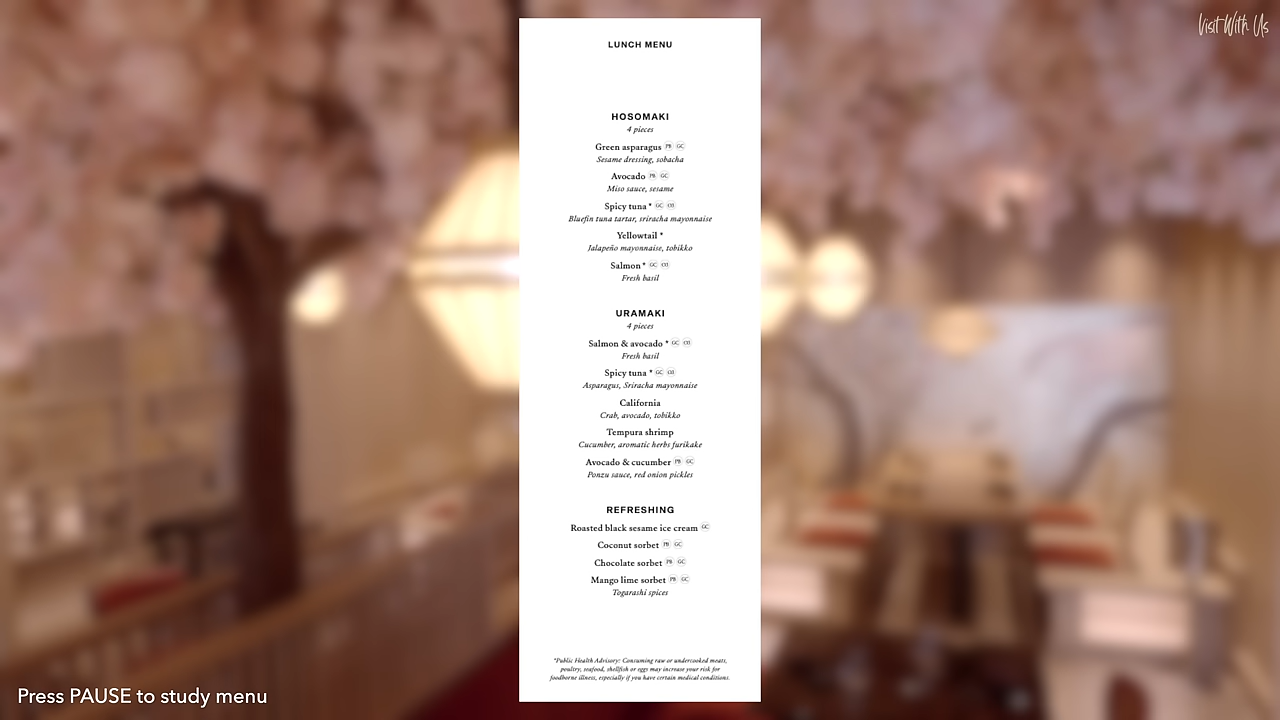 Visit With Us
LUNCH MENU
HOSOMAKI
4 pieces
Green asparagus PB GC
Sesame dressing, sobacha
Avocado PB GC
Miso sauce, sesame
Spicy tuna * GC
Bluefin tuna tartar, sriracha mayonnaise
Yellowtail *
Jalapeño mayonnaise, tobikko
Salmon * GC
Fresh basil
URAMAKI
4 pieces
Salmon & avocado * GC
Fresh basil
Spicy tuna * GC
Asparagus, Sriracha mayonnaise
California
Crab, avocado, tobikko
Tempura shrimp
Cucumber, aromatic herbs furikake
Avocado & cucumber PB GC
Ponzu sauce, red onion pickles
REFRESHING
Roasted black sesame ice cream GC
Coconut sorbet PB GC
Chocolate sorbet PB GC
Mango lime sorbet PB GC
Togarashi spices
*Public Health Advisory: Consuming raw or undercooked meats,
poultry, seafood, shellfish or eggs may increase your risk for
foodborne illness, especially if you have certain medical conditions.
Press PAUSE to study menu